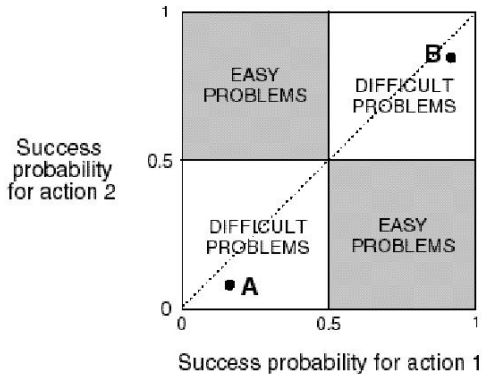 1
EASY
PROBLEMS
B
DIFFICULT
PROBLEMS
Success
probability
for action 2
0.5
DIFFICULT
PROBLEMS
EASY
PROBLEMS
A
0
0
0.5
1
Success probability for action 1